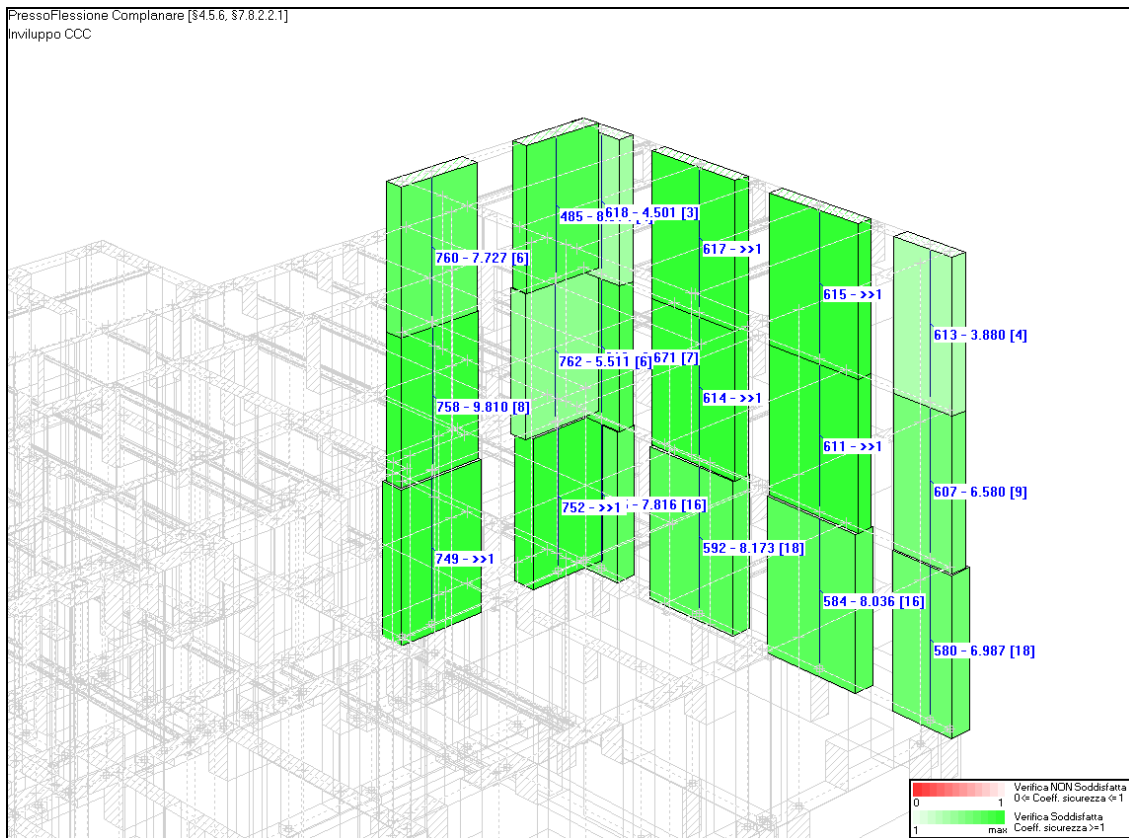 PressoFlessione Complanare [§4.5.6, §7.8.2.2.1]
Inviluppo CCC
618 - 4.501 [3]
485 - 8.
617 - >>1
760 - 7.727 [6]
615 - >>1
613 - 3.880 [4]
762 - 5.511 [6]
671 [7]
614 - >>1
758 - 9.810 [8]
611 - >>1
607 - 6.580 [9]
752 - >>1
- 7.816 [16]
592 - 8.173 [18]
749 - >>1
584 - 8.036 [16]
580 - 6.987 [18]
Verifica NON Soddisfatta
0<= Coeff. sicurezza <=1
0 1
Verifica Soddisfatta
Coeff. sicurezza >=1
1 max